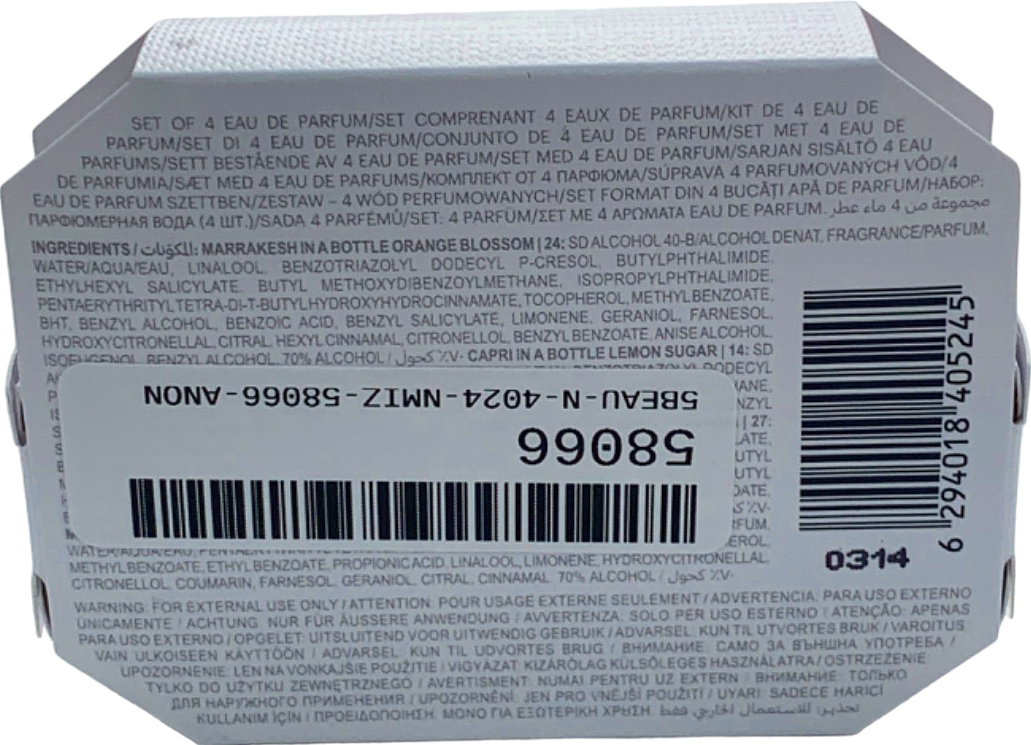 SET OF 4 EAU DE PARFUM/SET COMPRENANT 4 EAUX DE PARFUM/KIT DE 4 EAU DE
PARFUM/SET DI 4 EAU DE PARFUM/CONJUNTO DE 4 EAU DE PARFUM/SET MET 4 EAU DE
PARFUMS/SETT BESTÅENDE AV 4 EAU DE PARFUM/SET MED 4 EAU DE PARFUM/SARJAN SISÄLTÖ 4 EAU
DE PARFUMIA/SÆT MED 4 EAU DE PARFUMS/КОМПЛЕКТ ОТ 4 ПАРФЮМА/SÚPRAVA 4 PARFUMOVANÝCH VÔD/4
EAU DE PARFUM SZETTBEN/ZESTAW – 4 WÓD PERFUMOWANYCH/SET FORMAT DIN 4 BUCĂȚI APĂ DE PARFUM/НАБОР:
ПАРФЮМЕРНАЯ ВОДА (4 ШТ.)/SADA 4 PARFÉMŮ/SET: 4 PARFÜM/ΣΕΤ ΜΕ 4 ΑΡΩΜΑΤΑ EAU DE PARFUM. مجموعة من 4 ماء عطر.
INGREDIENTS / المكونات: MARRAKESH IN A BOTTLE ORANGE BLOSSOM | 24: SD ALCOHOL 40-B/ALCOHOL DENAT, FRAGRANCE/PARFUM,
WATER/AQUA/EAU, LINALOOL, BENZOTRIAZOLYL DODECYL P-CRESOL, BUTYLPHTHALIMIDE,
ETHYLHEXYL SALICYLATE, BUTYL METHOXYDIBENZOYLMETHANE, ISOPROPYLPHTHALIMIDE,
PENTAERYTHRITYL TETRA-DI-T-BUTYL HYDROXYHYDROCINNAMATE, TOCOPHEROL, METHYL BENZOATE,
BHT, BENZYL ALCOHOL, BENZOIC ACID, BENZYL SALICYLATE, LIMONENE, GERANIOL, FARNESOL,
HYDROXYCITRONELLAL, CITRAL, HEXYL CINNAMAL, CITRONELLOL, BENZYL BENZOATE, ANISE ALCOHOL,
ISOEUGENOL, BENZYL ALCOHOL. 70% ALCOHOL / كحول ٪٧٠ CAPRI IN A BOTTLE LEMON SUGAR | 14: SD
BENZOTRIAZOLYL DODECYL
| 27:
5BEAU-N-4024-NMIZ-58066-ANON
58066
WATER/AQUA/EAU,
METHYL BENZOATE, ETHYL BENZOATE, PROPIONIC ACID, LINALOOL, LIMONENE, HYDROXYCITRONELLAL,
CITRONELLOL, COUMARIN, FARNESOL, GERANIOL, CITRAL, CINNAMAL. 70% ALCOHOL / كحول ٪٧٠
6 294018 405245
0314
WARNING: FOR EXTERNAL USE ONLY / ATTENTION: POUR USAGE EXTERNE SEULEMENT / ADVERTENCIA: PARA USO EXTERNO
ÚNICAMENTE / ACHTUNG: NUR FÜR ÄUSSERE ANWENDUNG / AVVERTENZA: SOLO PER USO ESTERNO / ATENÇÃO: APENAS
PARA USO EXTERNO / OPGELET: UITSLUITEND VOOR UITWENDIG GEBRUIK / ADVARSEL: KUN TIL UTVORTES BRUK / VAROITUS:
VAIN ULKOISEEN KÄYTTÖÖN / ADVARSEL: KUN TIL UDVORTES BRUG / ВНИМАНИЕ: САМО ЗА ВЪНШНА УПОТРЕБА /
UPOZORNENIE: LEN NA VONKAJŠIE POUŽITIE / VIGYÁZAT: KIZÁRÓLAG KÜLSŐLEGES HASZNÁLATRA / OSTRZEŻENIE:
TYLKO DO UŻYTKU ZEWNĘTRZNEGO / AVERTISMENT: NUMAI PENTRU UZ EXTERN / ВНИМАНИЕ: ТОЛЬКО
ДЛЯ НАРУЖНОГО ПРИМЕНЕНИЯ / UPOZORNĚNÍ: JEN PRO VNĚJŠÍ POUŽITÍ / UYARI: SADECE HARİCİ
KULLANIM İÇİN / ΠΡΟΕΙΔΟΠΟΙΗΣΗ: ΜΟΝΟ ΓΙΑ ΕΞΩΤΕΡΙΚΗ ΧΡΗΣΗ. تحذير: للاستعمال الخارجي فقط.